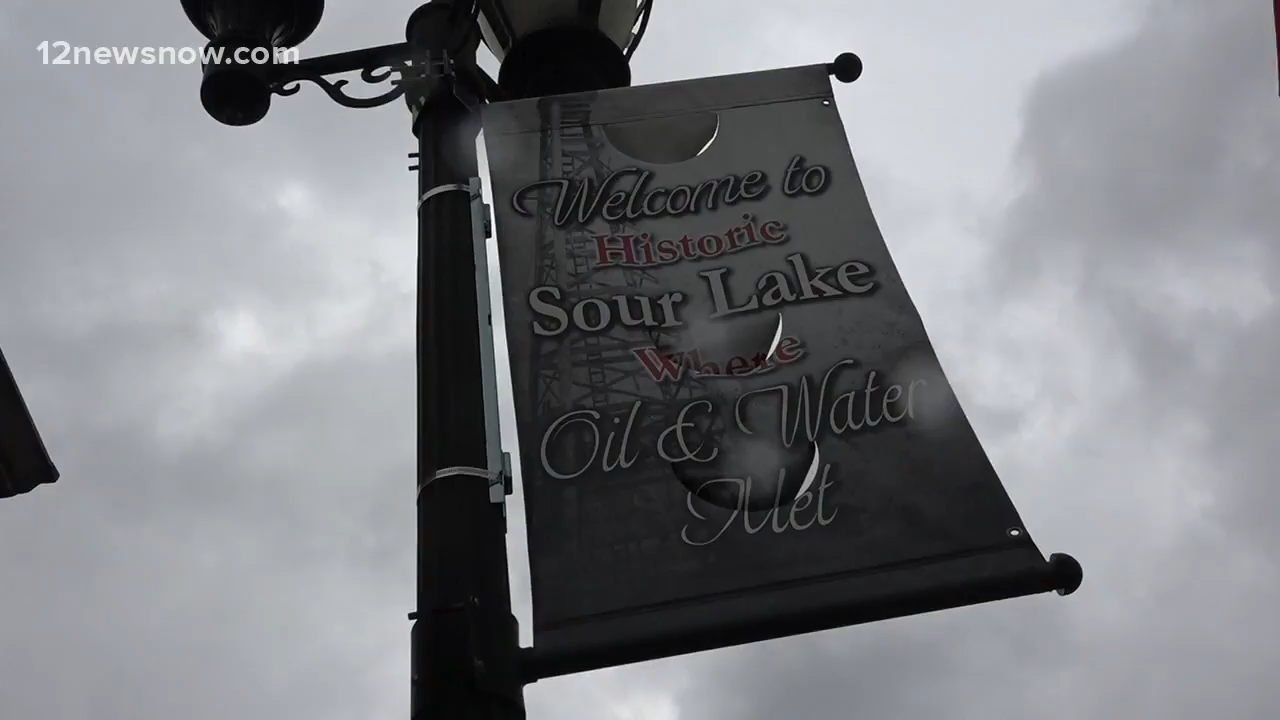 12newsnow.com
Welcome to
Historic
Sour Lake
Where
Oil & Water
Met